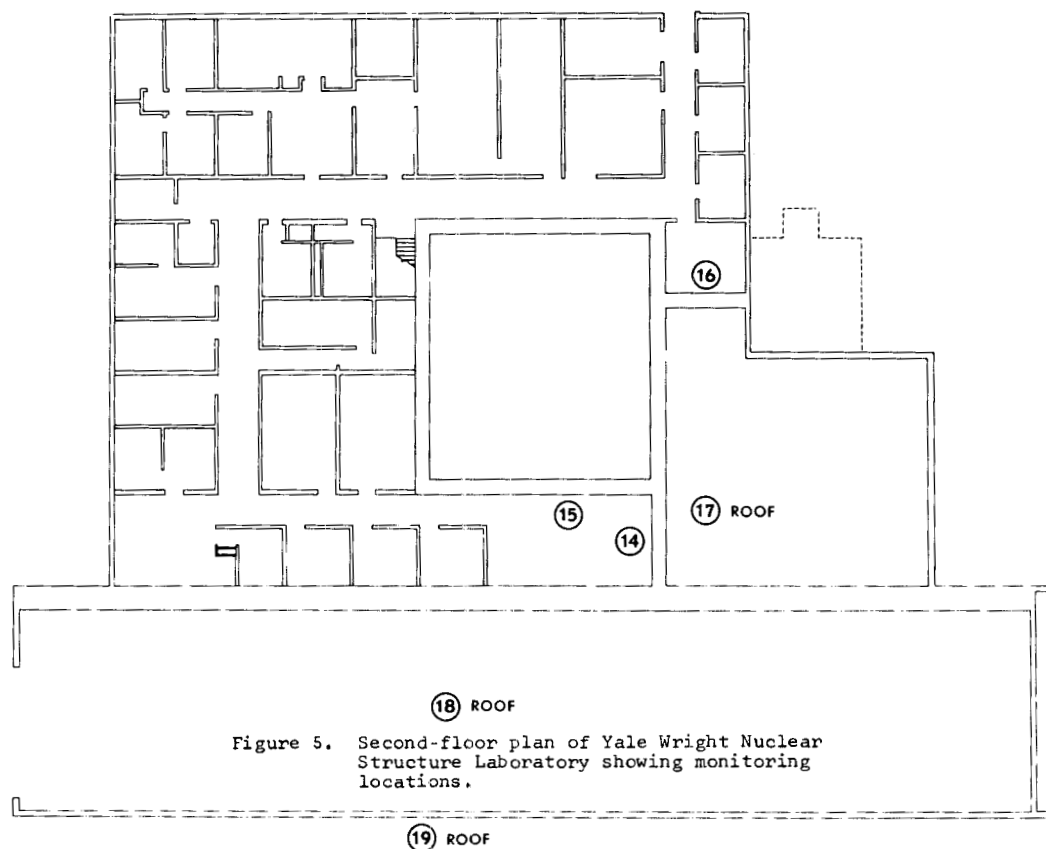 16
17 ROOF
15
14
18 ROOF
Figure 5. Second-floor plan of Yale Wright Nuclear
Structure Laboratory showing monitoring
locations.
19 ROOF